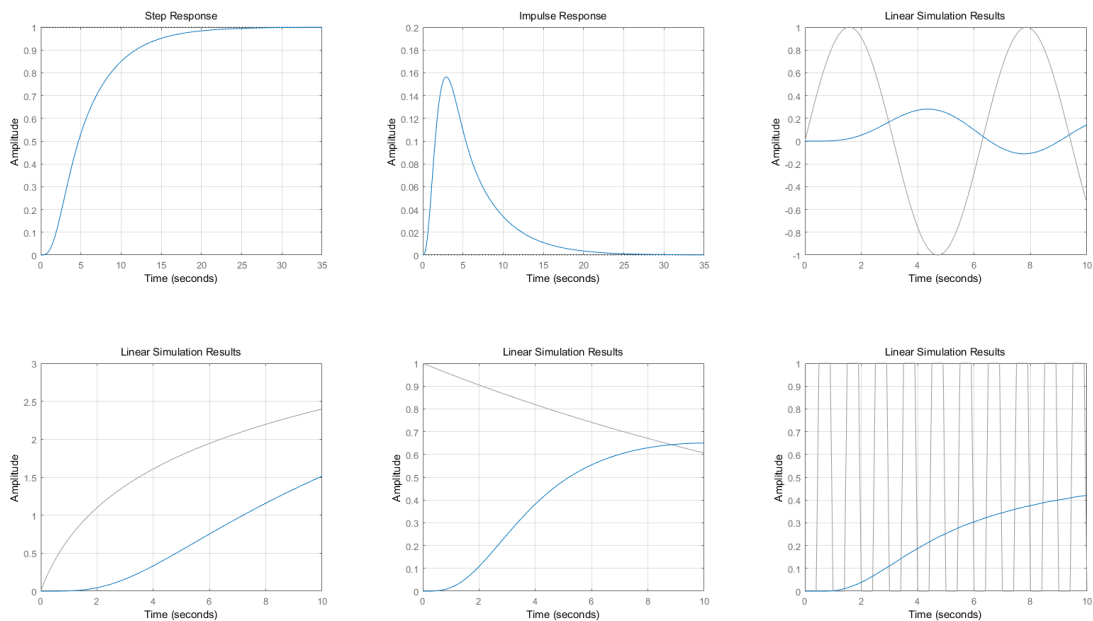 Step Response
Amplitude
1
0.9
0.8
0.7
0.6
0.5
0.4
0.3
0.2
0.1
0
0 5 10 15 20 25 30 35
Time (seconds)
Impulse Response
Amplitude
0.2
0.18
0.16
0.14
0.12
0.1
0.08
0.06
0.04
0.02
0
0 5 10 15 20 25 30 35
Time (seconds)
Linear Simulation Results
Amplitude
1
0.8
0.6
0.4
0.2
0
-0.2
-0.4
-0.6
-0.8
-1
0 2 4 6 8 10
Time (seconds)
Linear Simulation Results
Amplitude
3
2.5
2
1.5
1
0.5
0
0 2 4 6 8 10
Time (seconds)
Linear Simulation Results
Amplitude
1
0.9
0.8
0.7
0.6
0.5
0.4
0.3
0.2
0.1
0
0 2 4 6 8 10
Time (seconds)
Linear Simulation Results
Amplitude
1
0.9
0.8
0.7
0.6
0.5
0.4
0.3
0.2
0.1
0
0 2 4 6 8 10
Time (seconds)